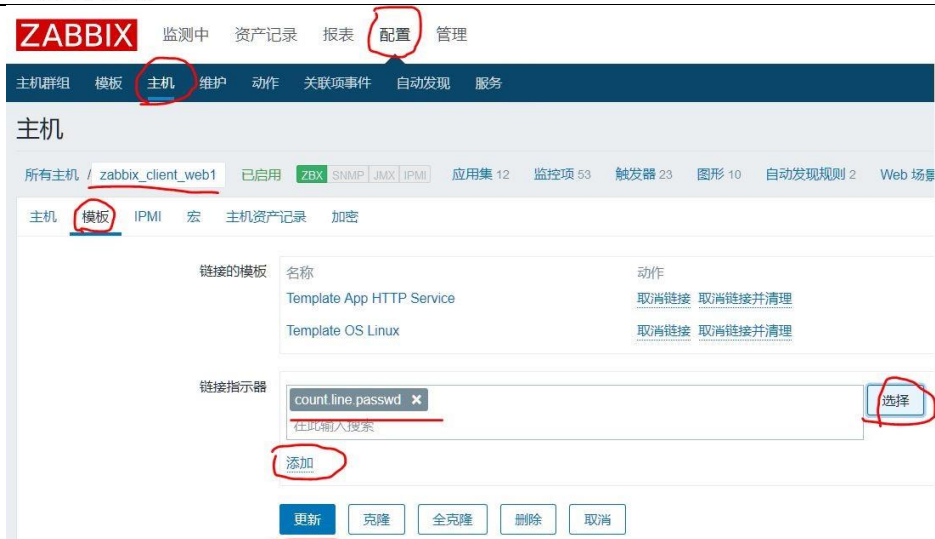 ZABBIX 监测中 资产记录 报表 配置 管理
主机群组 模板 主机 维护 动作 关联项事件 自动发现 服务
主机
所有主机 / zabbix_client_web1 已启用 ZBX SNMP JMX IPMI 应用集 12 监控项 53 触发器 23 图形 10 自动发现规则 2 Web 场景
主机 模板 IPMI 宏 主机资产记录 加密
链接的模板 名称 动作
Template App HTTP Service 取消链接 取消链接并清理
Template OS Linux 取消链接 取消链接并清理
链接指示器 count.line.passwd × 选择
在此输入搜索
添加
更新 克隆 全克隆 删除 取消